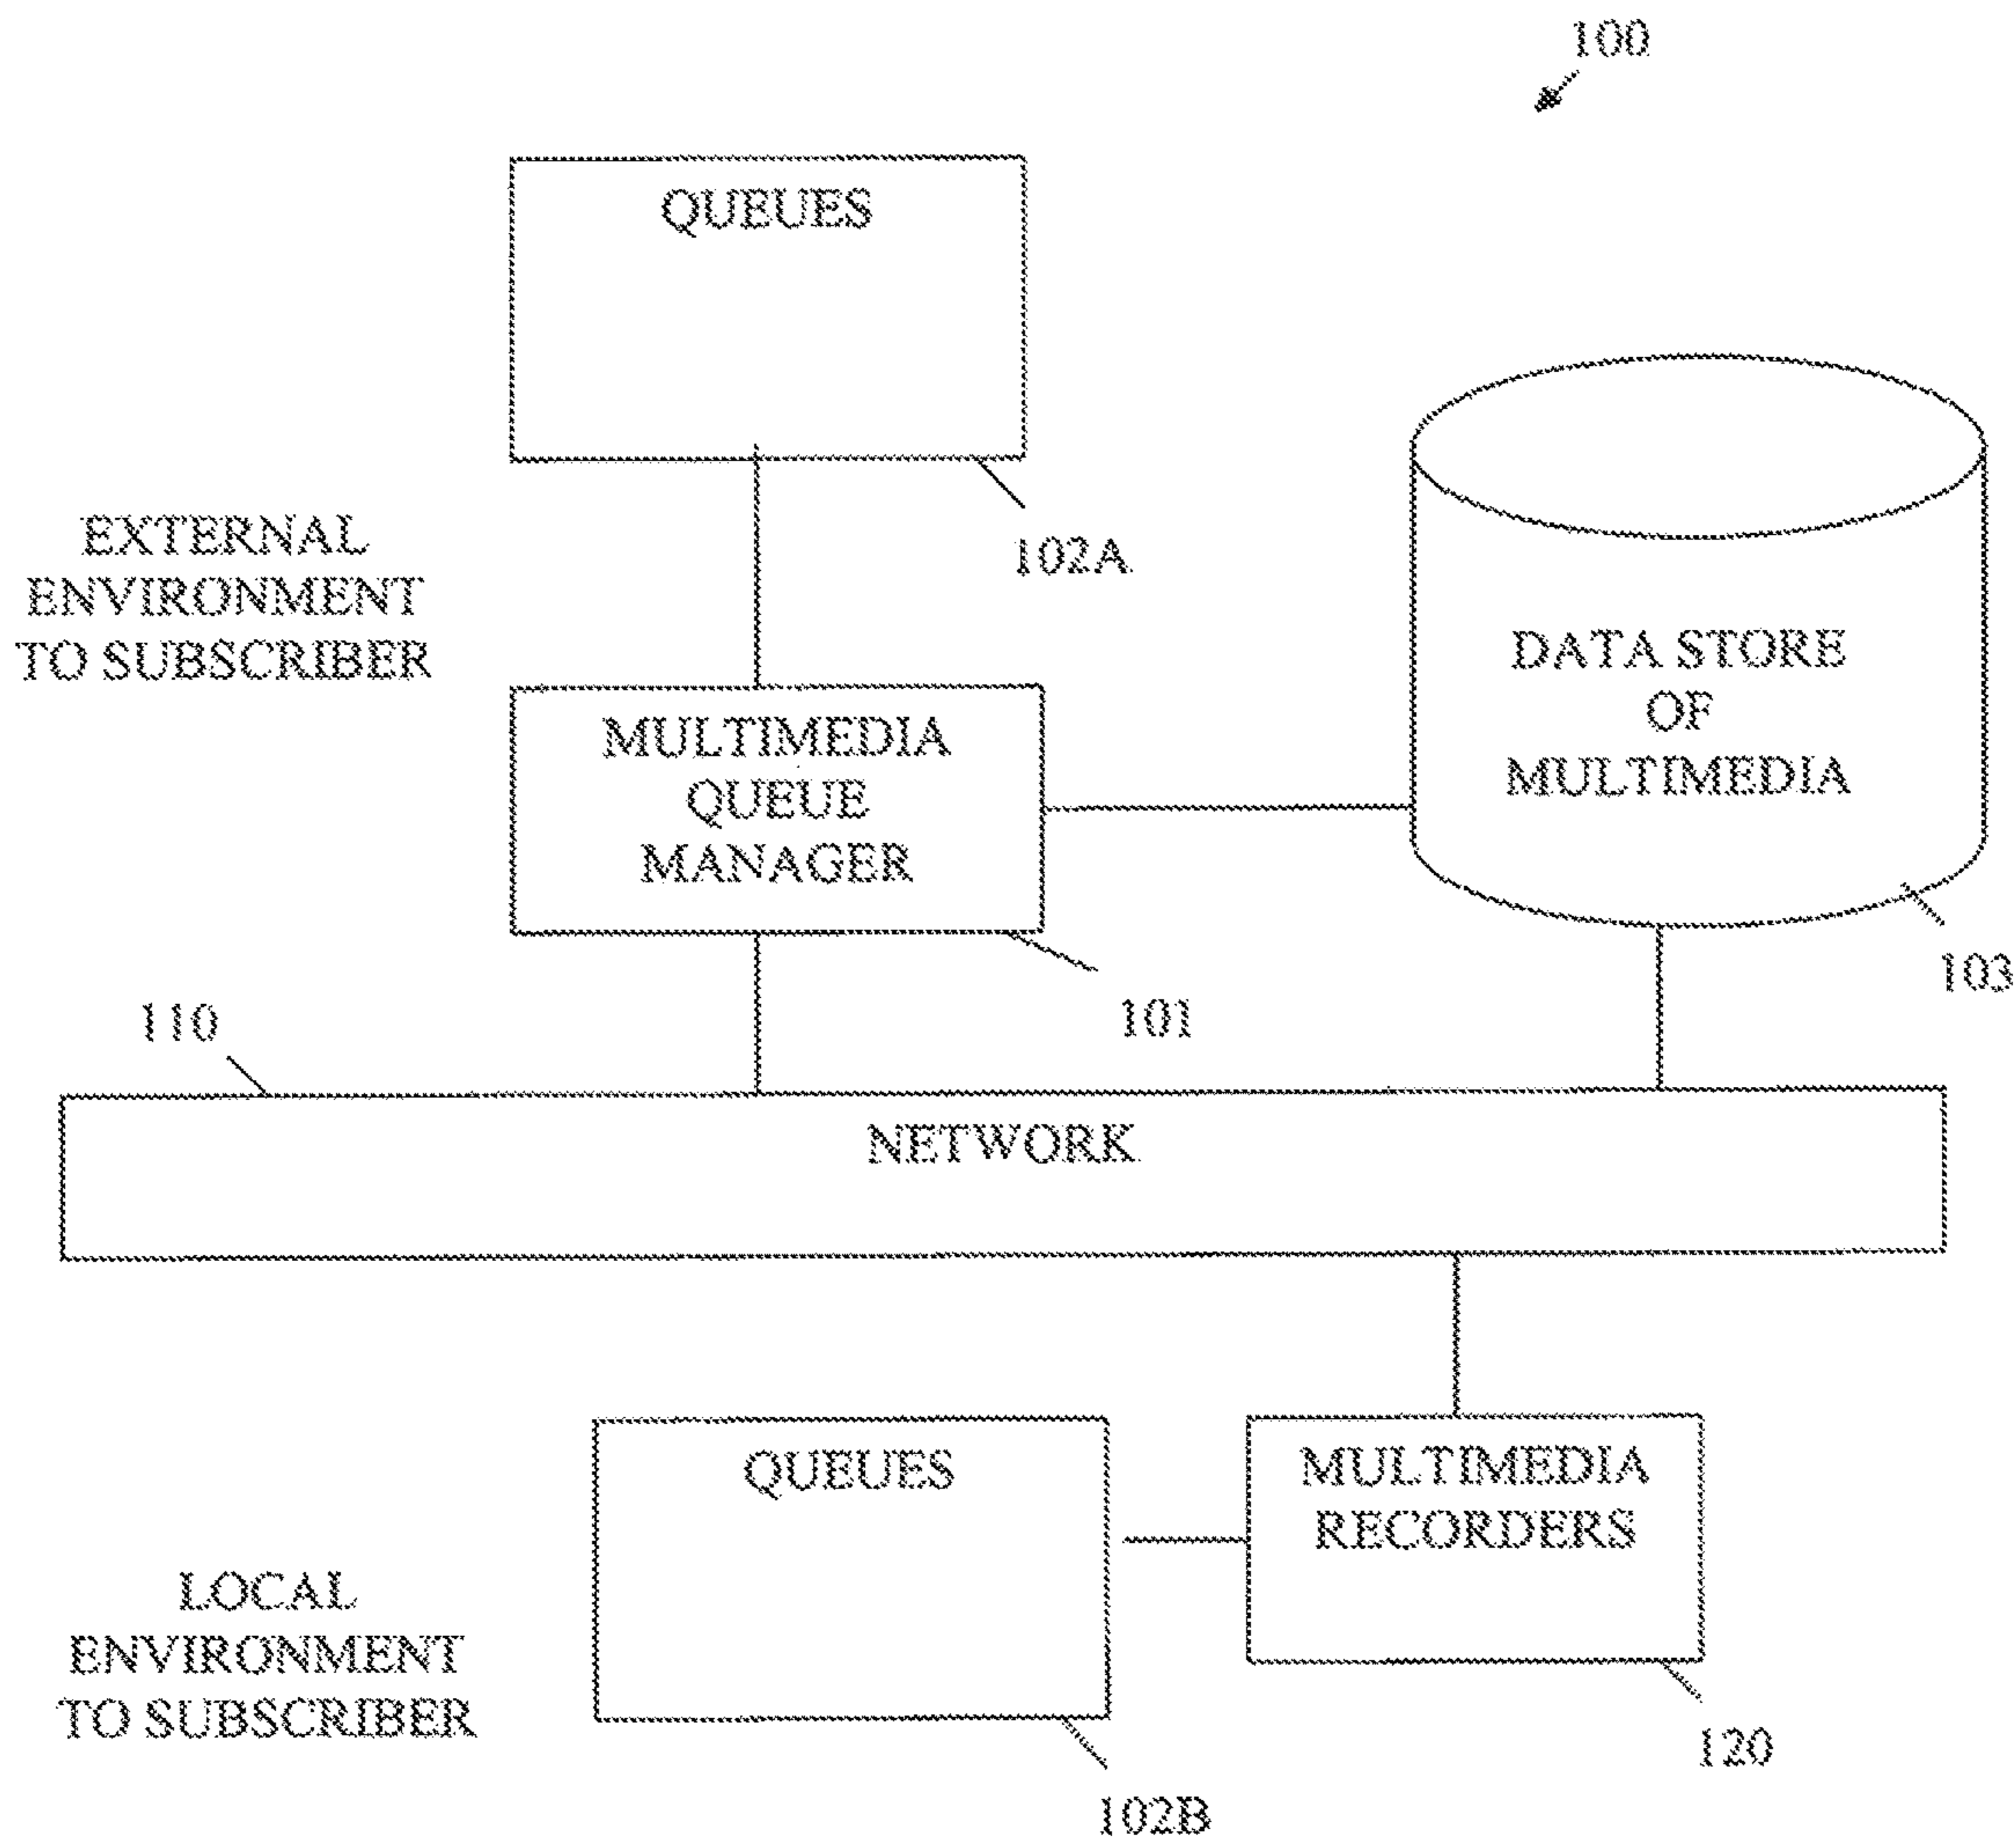 100
QUEUES
102A
EXTERNAL
ENVIRONMENT
TO SUBSCRIBER
DATA STORE
OF
MULTIMEDIA
MULTIMEDIA
QUEUE
MANAGER
103
101
110
NETWORK
QUEUES
MULTIMEDIA
RECORDERS
LOCAL
ENVIRONMENT
TO SUBSCRIBER
120
102B